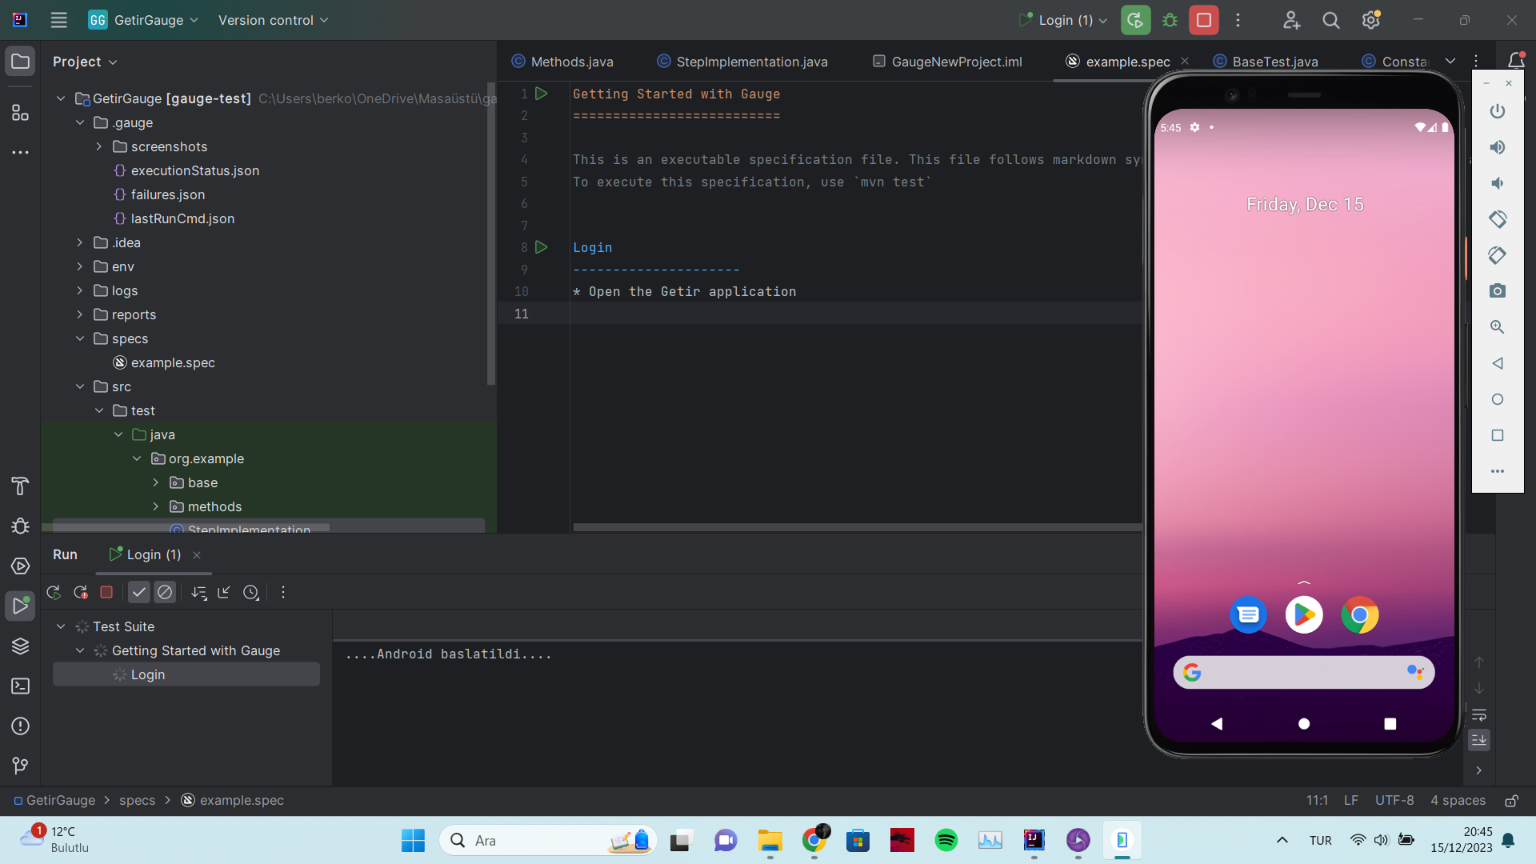 GG GetirGauge Version control Login (1)
Project
Methods.java StepImplementation.java GaugeNewProject.iml example.spec BaseTest.java Consta
GetirGauge [gauge-test] C:\Users\berko\OneDrive\Masaüstü\ga
.gauge
screenshots
executionStatus.json
failures.json
lastRunCmd.json
.idea
env
logs
reports
specs
example.spec
src
test
java
org.example
base
methods
StepImplementation
1 Getting Started with Gauge
2 ==========================
3
4 This is an executable specification file. This file follows markdown sy
5 To execute this specification, use `mvn test`
6
7
8 Login
9 ---------------------
10 * Open the Getir application
11
5:45
Friday, Dec 15
Run Login (1)
Test Suite
Getting Started with Gauge
Login
....Android baslatildi....
GetirGauge > specs > example.spec
11:1 LF UTF-8 4 spaces
1
12°C
Bulutlu
Ara
TUR
20:45
15/12/2023